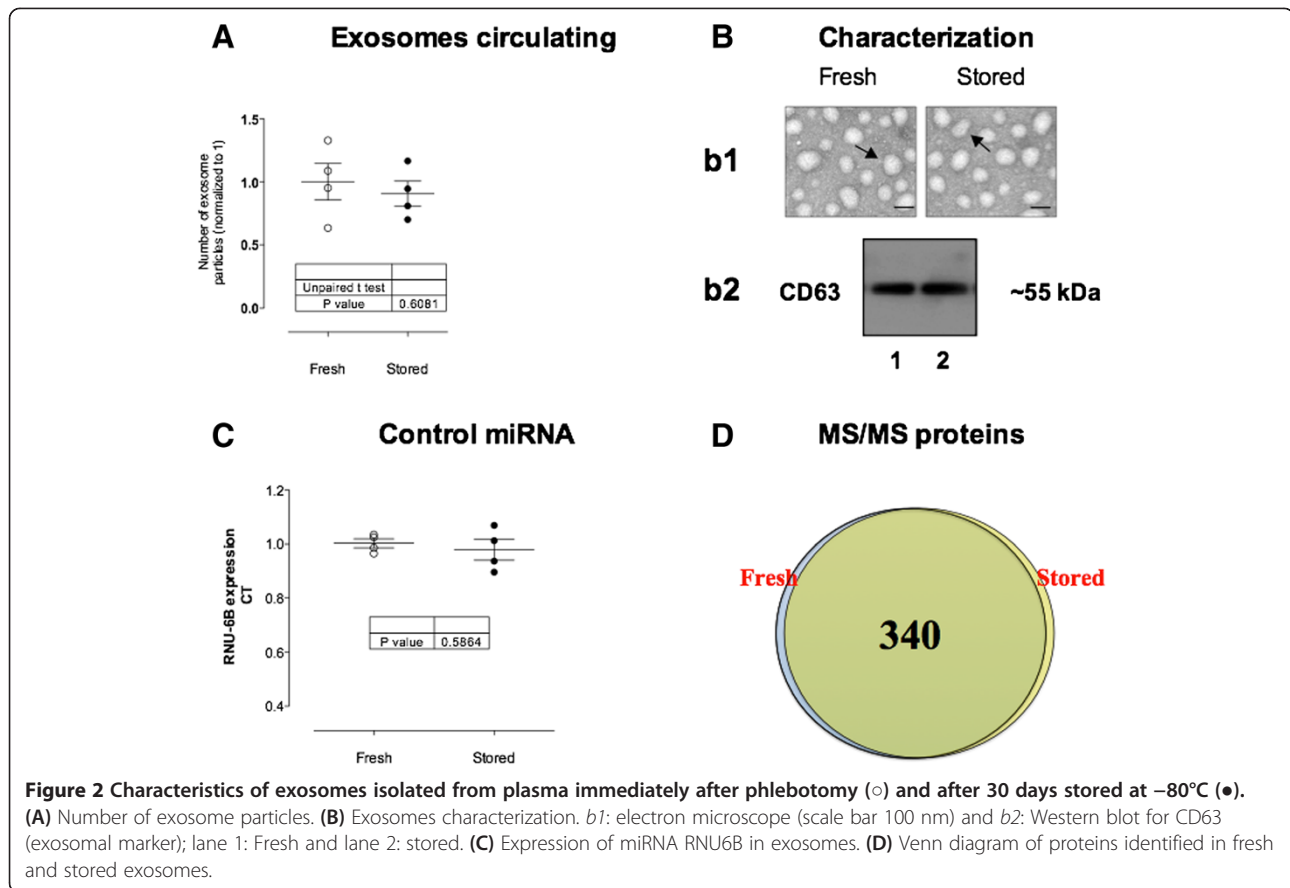 A
Exosomes circulating
Number of exosome
particles (normalized to 1)
1.5
1.0
0.5
0.0
Unpaired t test
P value 0.6081
Fresh Stored
B
Characterization
Fresh Stored
b1
b2 CD63 ~55 kDa
1 2
C
Control miRNA
RNU-6B expression
CT
1.2
1.0
0.8
0.6
0.4
P value 0.5864
Fresh Stored
D
MS/MS proteins
Fresh
340
Stored
Figure 2 Characteristics of exosomes isolated from plasma immediately after phlebotomy (○) and after 30 days stored at −80°C (●).
(A) Number of exosome particles. (B) Exosomes characterization. b1: electron microscope (scale bar 100 nm) and b2: Western blot for CD63
(exosomal marker); lane 1: Fresh and lane 2: stored. (C) Expression of miRNA RNU6B in exosomes. (D) Venn diagram of proteins identified in fresh
and stored exosomes.